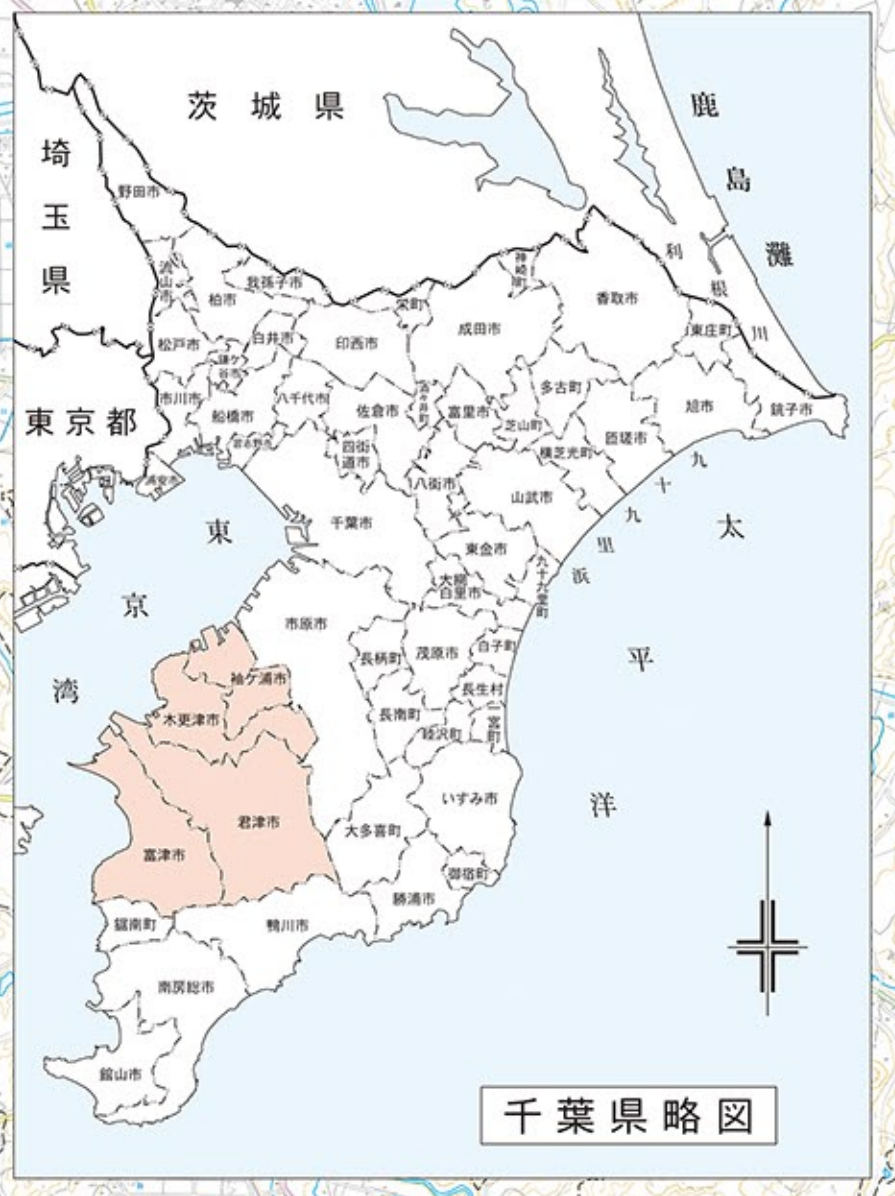 茨城県
埼玉県
東京都
鹿島灘
利根川
野田市
流山市
柏市
我孫子市
神崎町
栄町
香取市
成田市
東庄町
松戸市
鎌ケ谷市
白井市
印西市
市川市
船橋市
八千代市
佐倉市
酒々井町
富里市
多古町
芝山町
旭市
銚子市
匝瑳市
横芝光町
習志野市
四街道市
八街市
浦安市
山武市
千葉市
東金市
九十九里町
大網白里市
九十九里浜
太平洋
東京湾
市原市
長柄町
茂原市
白子町
長生村
袖ケ浦市
木更津市
長南町
睦沢町
一宮町
いすみ市
君津市
富津市
大多喜町
御宿町
勝浦市
鋸南町
鴨川市
南房総市
館山市
千葉県略図